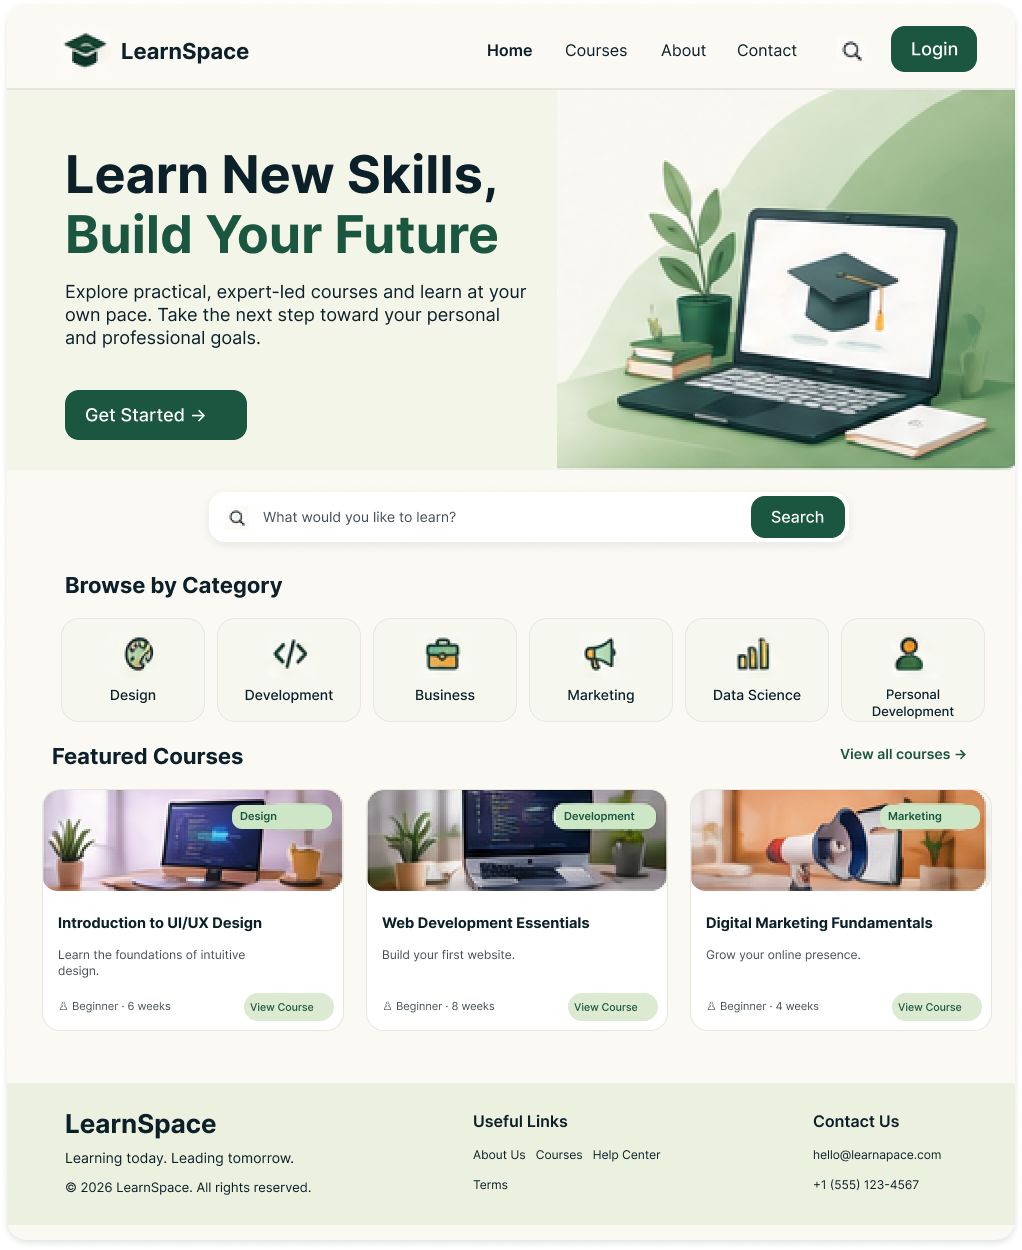 LearnSpace
Home Courses About Contact Login
Learn New Skills,
Build Your Future
Explore practical, expert-led courses and learn at your
own pace. Take the next step toward your personal
and professional goals.
Get Started →
What would you like to learn? Search
Browse by Category
Design
Development
Business
Marketing
Data Science
Personal
Development
Featured Courses
View all courses →
Design
Introduction to UI/UX Design
Learn the foundations of intuitive
design.
Beginner · 6 weeks
View Course
Development
Web Development Essentials
Build your first website.
Beginner · 8 weeks
View Course
Marketing
Digital Marketing Fundamentals
Grow your online presence.
Beginner · 4 weeks
View Course
LearnSpace
Learning today. Leading tomorrow.
© 2026 LearnSpace. All rights reserved.
Useful Links
About Us Courses Help Center
Terms
Contact Us
hello@learnapace.com
+1 (555) 123-4567